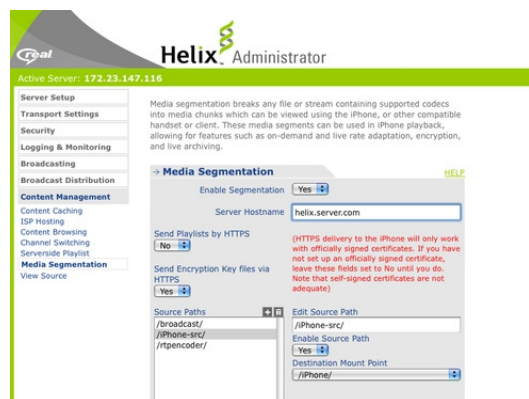 real
Helix Administrator
Active Server: 172.23.147.116
Server Setup
Transport Settings
Security
Logging & Monitoring
Broadcasting
Broadcast Distribution
Content Management
Content Caching
ISP Hosting
Content Browsing
Channel Switching
Serverside Playlist
Media Segmentation
View Source
Media segmentation breaks any file or stream containing supported codecs
into media chunks which can be viewed using the iPhone, or other compatible
handset or client. These media segments can be used in iPhone playback,
allowing for features such as on-demand and live rate adaptation, encryption,
and live archiving.
Media Segmentation
HELP
Enable Segmentation Yes
Server Hostname helix.server.com
Send Playlists by HTTPS
No
Send Encryption Key files via
HTTPS
Yes
(HTTPS delivery to the iPhone will only work
with officially signed certificates. If you have
not set up an officially signed certificate,
leave these fields set to No until you do.
Note that self-signed certificates are not
adequate)
Source Paths
/broadcast/
/iPhone-src/
/rtpencoder/
Edit Source Path
/iPhone-src/
Enable Source Path
Yes
Destination Mount Point
/iPhone/